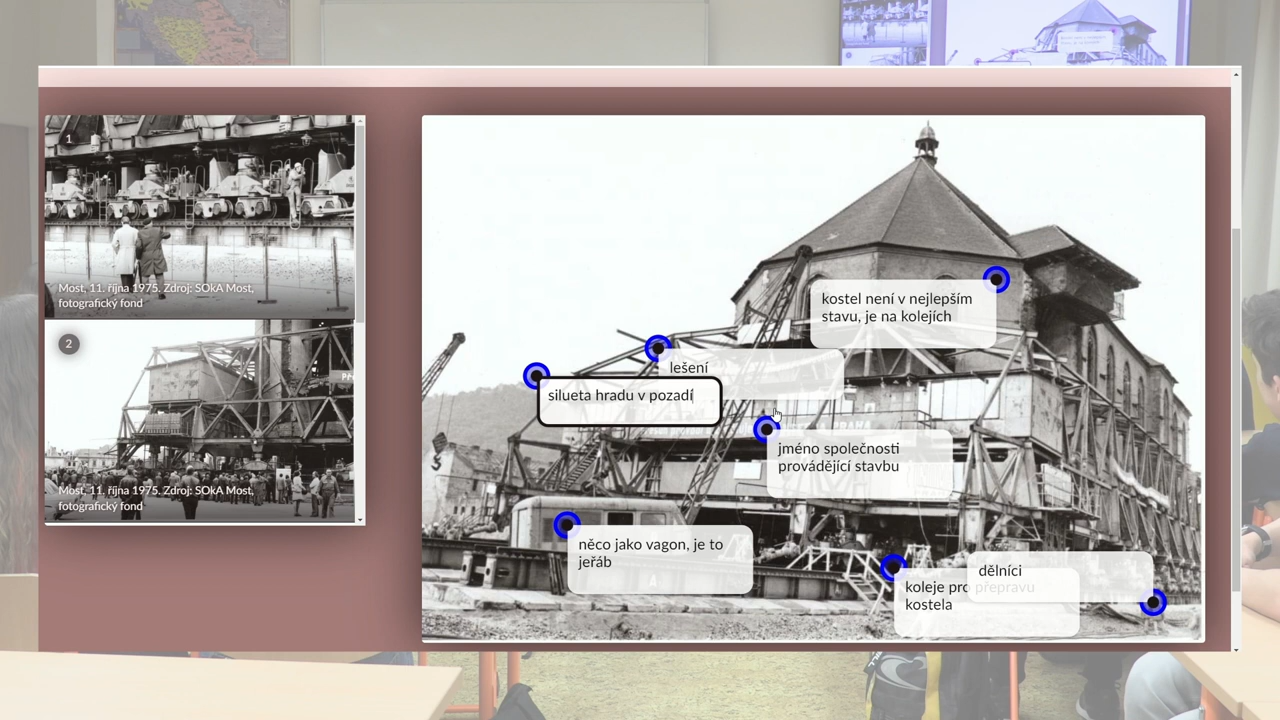 1
Most, 11. října 1975. Zdroj: SOkA Most,
fotografický fond
2
Most, 11. října 1975. Zdroj: SOkA Most,
fotografický fond
kostel není v nejlepším
stavu, je na kolejích
lešení
silueta hradu v pozadí
PRAHA
jméno společnosti
provádějící stavbu
něco jako vagon, je to
jeřáb
dělníci
koleje pro přepravu
kostela